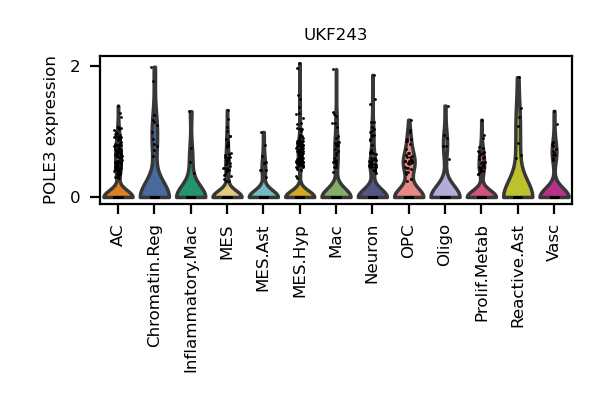 UKF243
POLE3 expression
2
0
AC
Chromatin.Reg
Inflammatory.Mac
MES
MES.Ast
MES.Hyp
Mac
Neuron
OPC
Oligo
Prolif.Metab
Reactive.Ast
Vasc